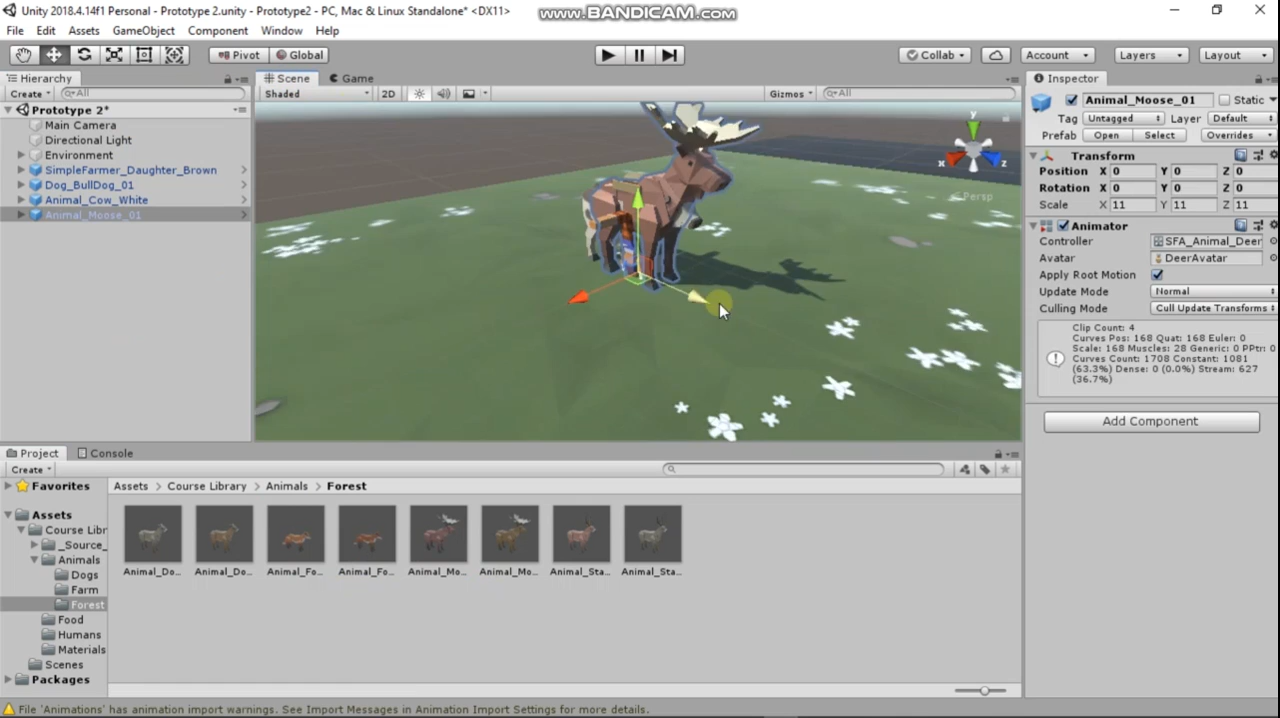 Unity 2018.4.14f1 Personal - Prototype 2.unity - Prototype2 - PC, Mac & Linux Standalone* <DX11>
www.BANDICAM.com
File Edit Assets GameObject Component Window Help
Pivot Global Collab Account Layers Layout
Hierarchy
Create All
Prototype 2*
Main Camera
Directional Light
Environment
SimpleFarmer_Daughter_Brown
Dog_BullDog_01
Animal_Cow_White
Animal_Moose_01
Scene Game
Shaded 2D Gizmos All
y
x
z
Persp
Inspector
Animal_Moose_01 Static
Tag Untagged Layer Default
Prefab Open Select Overrides
Transform
Position X 0 Y 0 Z 0
Rotation X 0 Y 0 Z 0
Scale X 11 Y 11 Z 11
Animator
Controller SFA_Animal_Deer
Avatar DeerAvatar
Apply Root Motion
Update Mode Normal
Culling Mode Cull Update Transforms
Clip Count: 4
Curves Pos: 168 Quat: 168 Euler: 0
Scale: 168 Muscles: 28 Generic: 0 PPtr: 0
Curves Count: 1708 Constant: 1081
(63.3%) Dense: 0 (0.0%) Stream: 627
(36.7%)
Add Component
Project Console
Create
Favorites
Assets
Course Libr
_Source_
Animals
Dogs
Farm
Forest
Food
Humans
Materials
Scenes
Packages
Assets Course Library Animals Forest
Animal_Do... Animal_Do... Animal_Fo... Animal_Fo... Animal_Mo... Animal_Mo... Animal_Sta... Animal_Sta...
File 'Animations' has animation import warnings. See Import Messages in Animation Import Settings for more details.